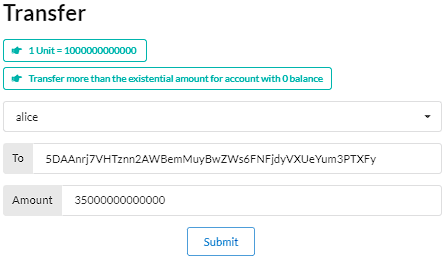 Transfer
1 Unit = 1000000000000
Transfer more than the existential amount for account with 0 balance
alice
To 5DAAnrj7VHTznn2AWBemMuyBwZWs6FNFjdyVXUeYum3PTXFy
Amount 35000000000000
Submit